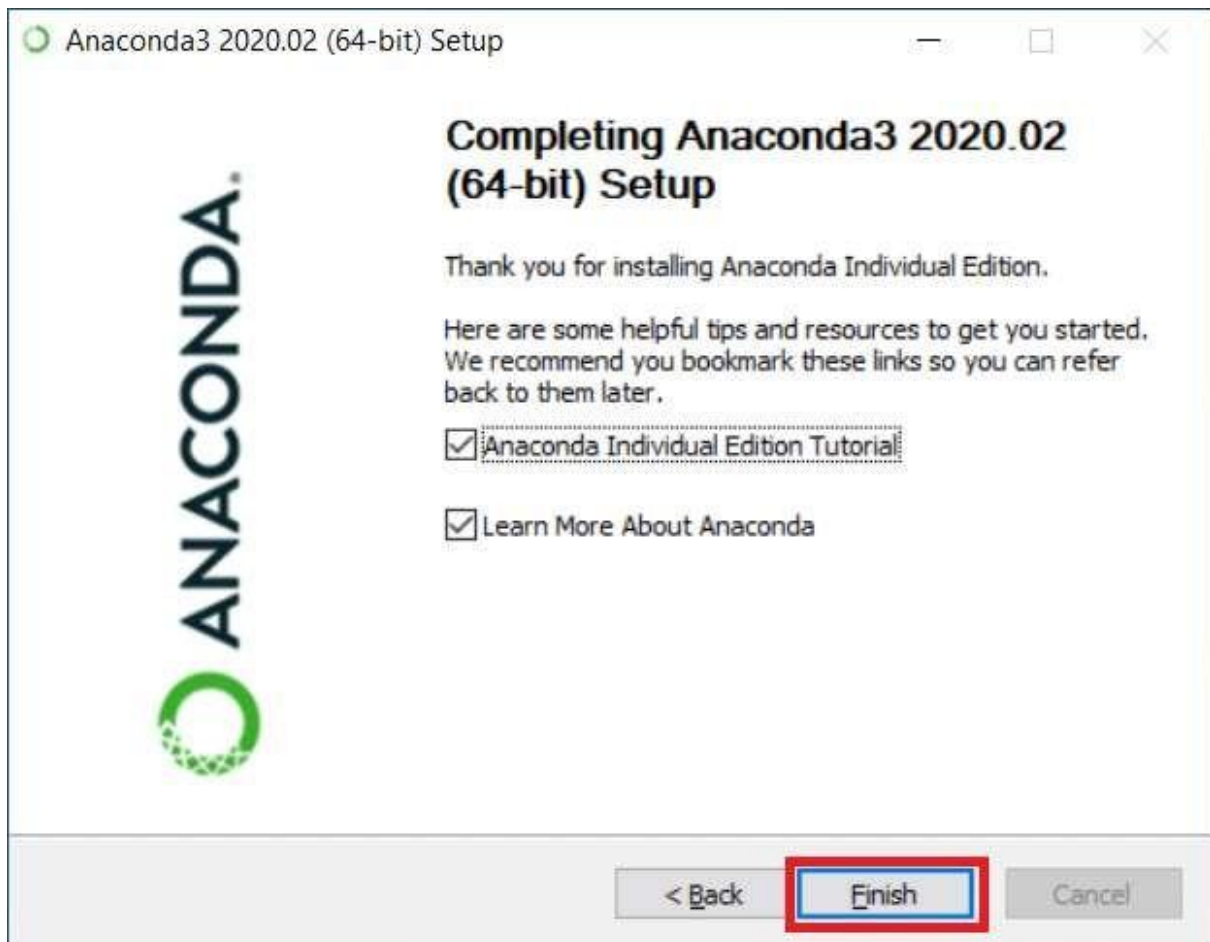 Anaconda3 2020.02 (64-bit) Setup
ANACONDA.
Completing Anaconda3 2020.02
(64-bit) Setup
Thank you for installing Anaconda Individual Edition.
Here are some helpful tips and resources to get you started.
We recommend you bookmark these links so you can refer
back to them later.
Anaconda Individual Edition Tutorial
Learn More About Anaconda
< Back
Finish
Cancel